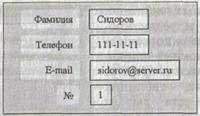 Фамилия Сидоров
Телефон 111-11-11
E-mail sidorov@server.ru
№ 1